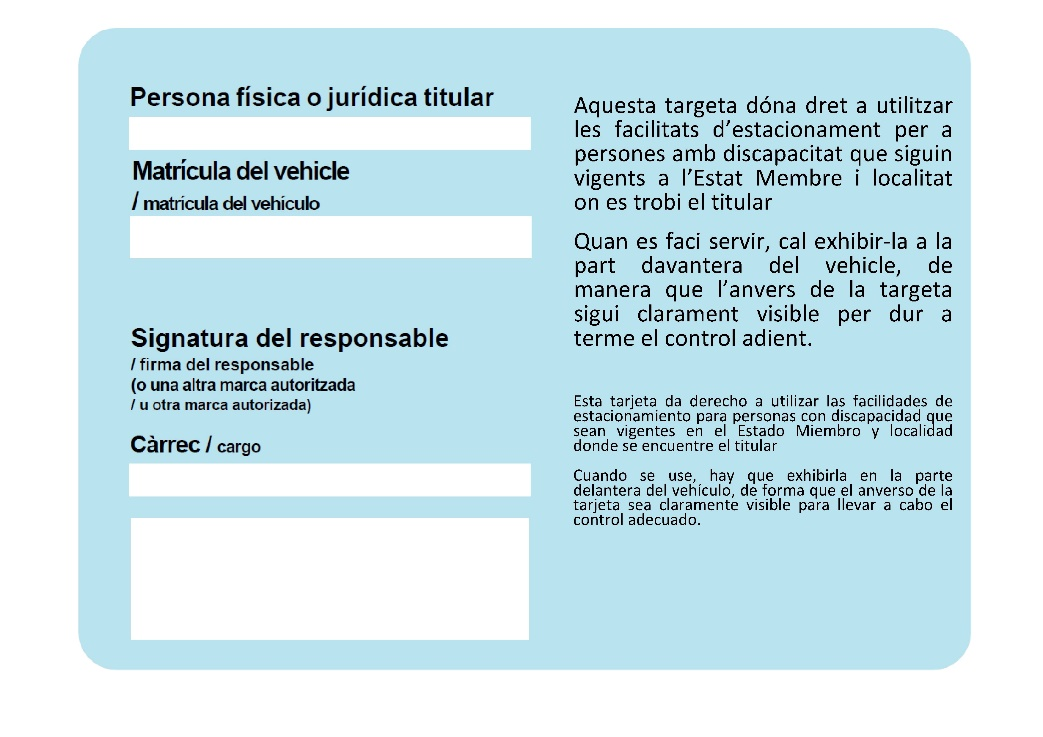 Persona física o jurídica titular
Matrícula del vehicle
/ matrícula del vehículo
Signatura del responsable
/ firma del responsable
(o una altra marca autoritzada
/ u otra marca autorizada)
Càrrec / cargo
Aquesta targeta dóna dret a utilitzar
les facilitats d’estacionament per a
persones amb discapacitat que siguin
vigents a l’Estat Membre i localitat
on es trobi el titular
Quan es faci servir, cal exhibir-la a la
part davantera del vehicle, de
manera que l’anvers de la targeta
sigui clarament visible per dur a
terme el control adient.
Esta tarjeta da derecho a utilizar las facilidades de
estacionamiento para personas con discapacidad que
sean vigentes en el Estado Miembro y localidad
donde se encuentre el titular
Cuando se use, hay que exhibirla en la parte
delantera del vehículo, de forma que el anverso de la
tarjeta sea claramente visible para llevar a cabo el
control adecuado.